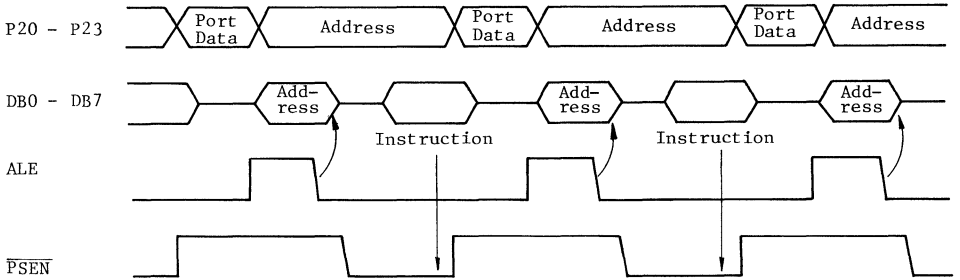 P20 - P23
Port
Data
Address
Port
Data
Address
Port
Data
Address
DB0 - DB7
Add-
ress
Add-
ress
Add-
ress
Instruction
Instruction
ALE
PSEN